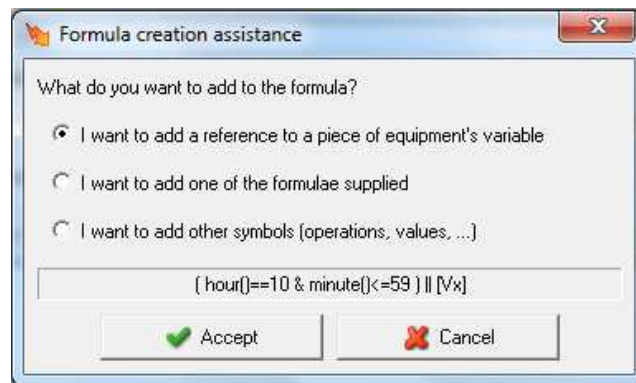 Formula creation assistance
What do you want to add to the formula?
I want to add a reference to a piece of equipment's variable
I want to add one of the formulae supplied
I want to add other symbols (operations, values, ...)
( hour()==10 & minute()<=59 ) || [Vx]
Accept
Cancel